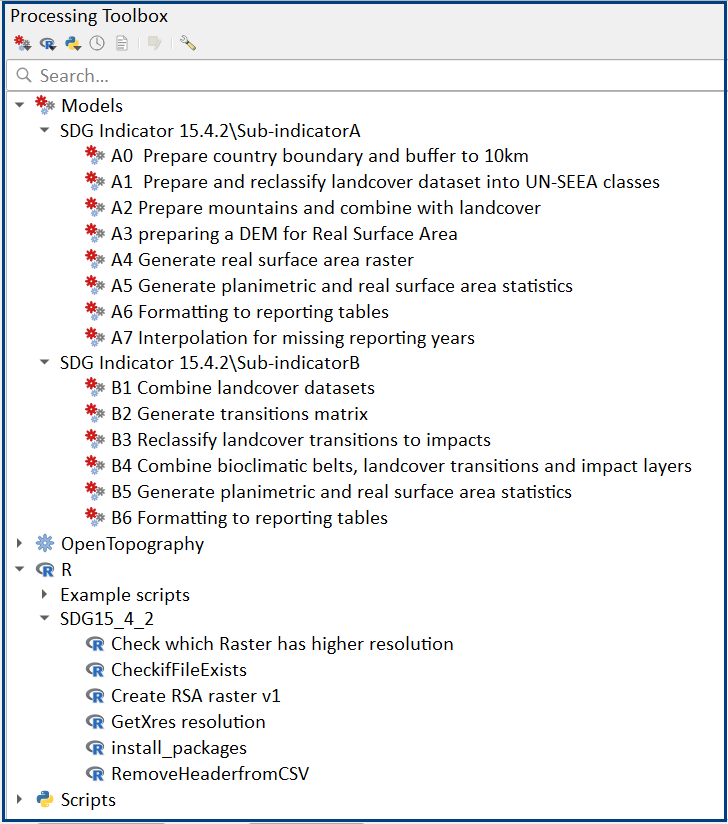 Processing Toolbox
Search...
Models
SDG Indicator 15.4.2\Sub-indicatorA
A0  Prepare country boundary and buffer to 10km
A1  Prepare and reclassify landcover dataset into UN-SEEA classes
A2 Prepare mountains and combine with landcover
A3 preparing a DEM for Real Surface Area
A4 Generate real surface area raster
A5 Generate planimetric and real surface area statistics
A6 Formatting to reporting tables
A7 Interpolation for missing reporting years
SDG Indicator 15.4.2\Sub-indicatorB
B1 Combine landcover datasets
B2 Generate transitions matrix
B3 Reclassify landcover transitions to impacts
B4 Combine bioclimatic belts, landcover transitions and impact layers
B5 Generate planimetric and real surface area statistics
B6 Formatting to reporting tables
OpenTopography
R
Example scripts
SDG15_4_2
Check which Raster has higher resolution
CheckifFileExists
Create RSA raster v1
GetXres resolution
install_packages
RemoveHeaderfromCSV
Scripts